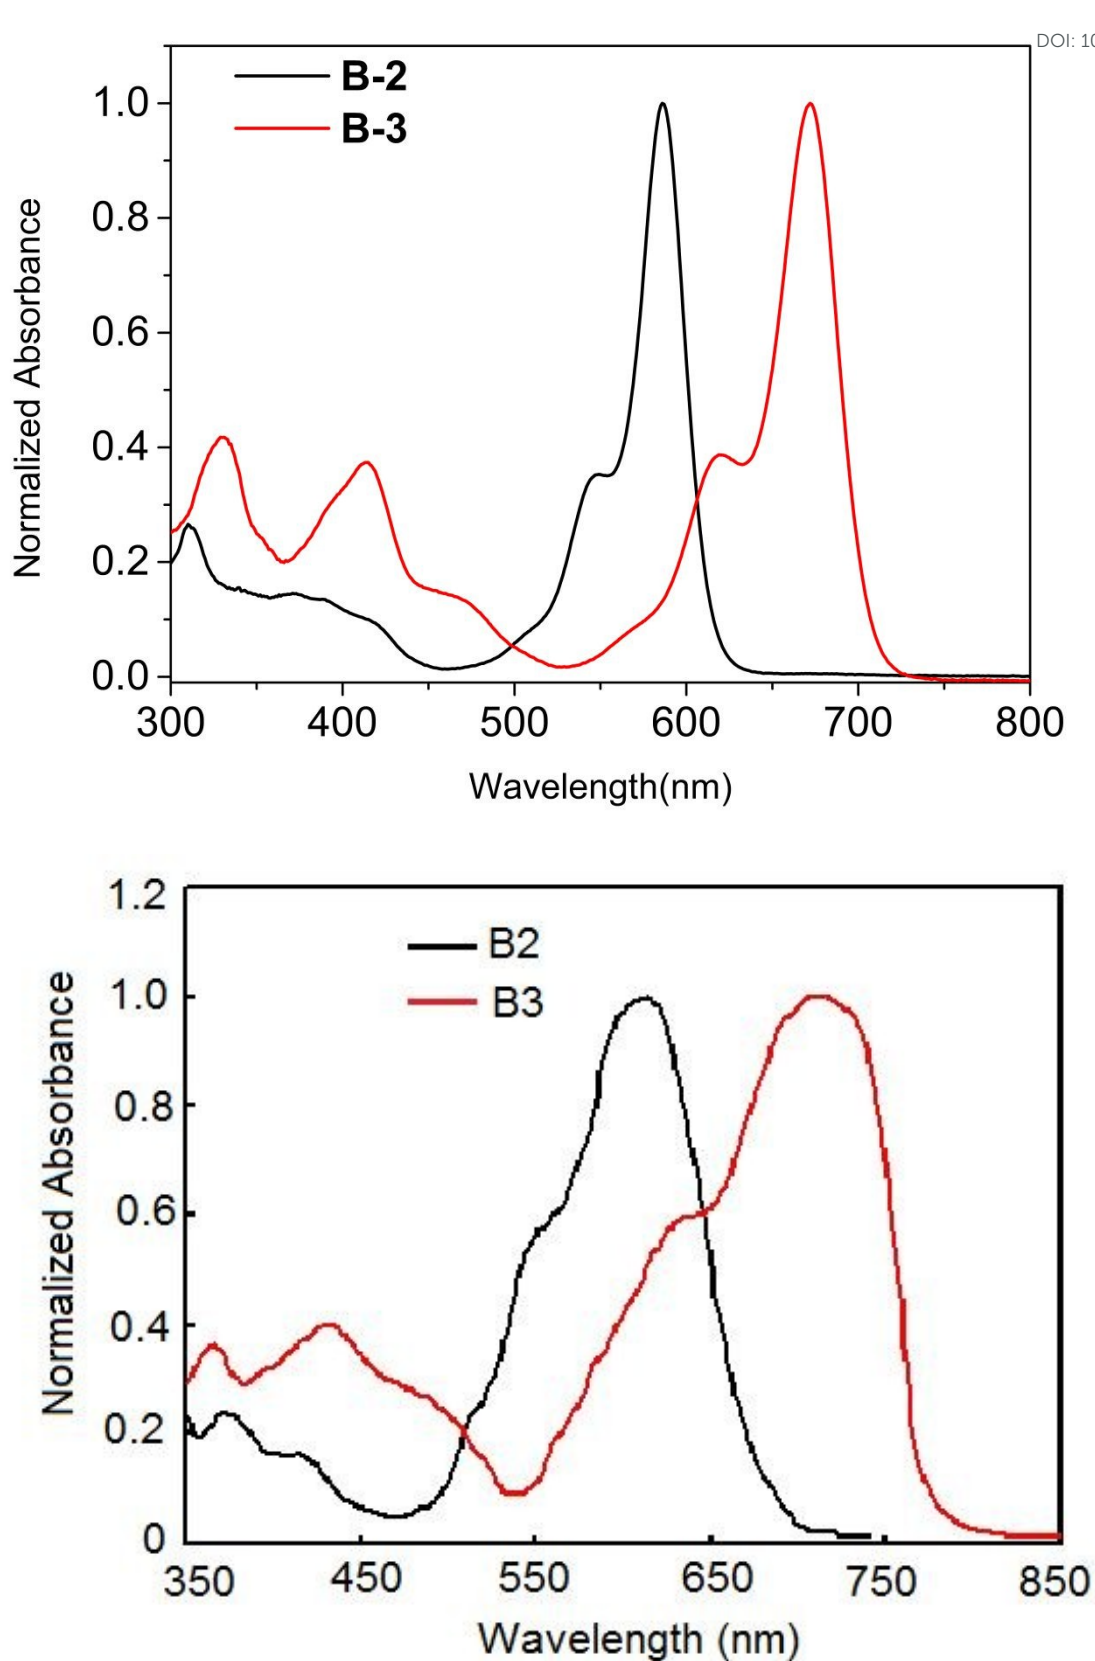 DOI: 10
B-2
B-3
1.0
0.8
0.6
0.4
0.2
0.0
Normalized Absorbance
300 400 500 600 700 800
Wavelength(nm)
1.2
B2
B3
1.0
0.8
0.6
0.4
0.2
0
Normalized Absorbance
350 450 550 650 750 850
Wavelength (nm)